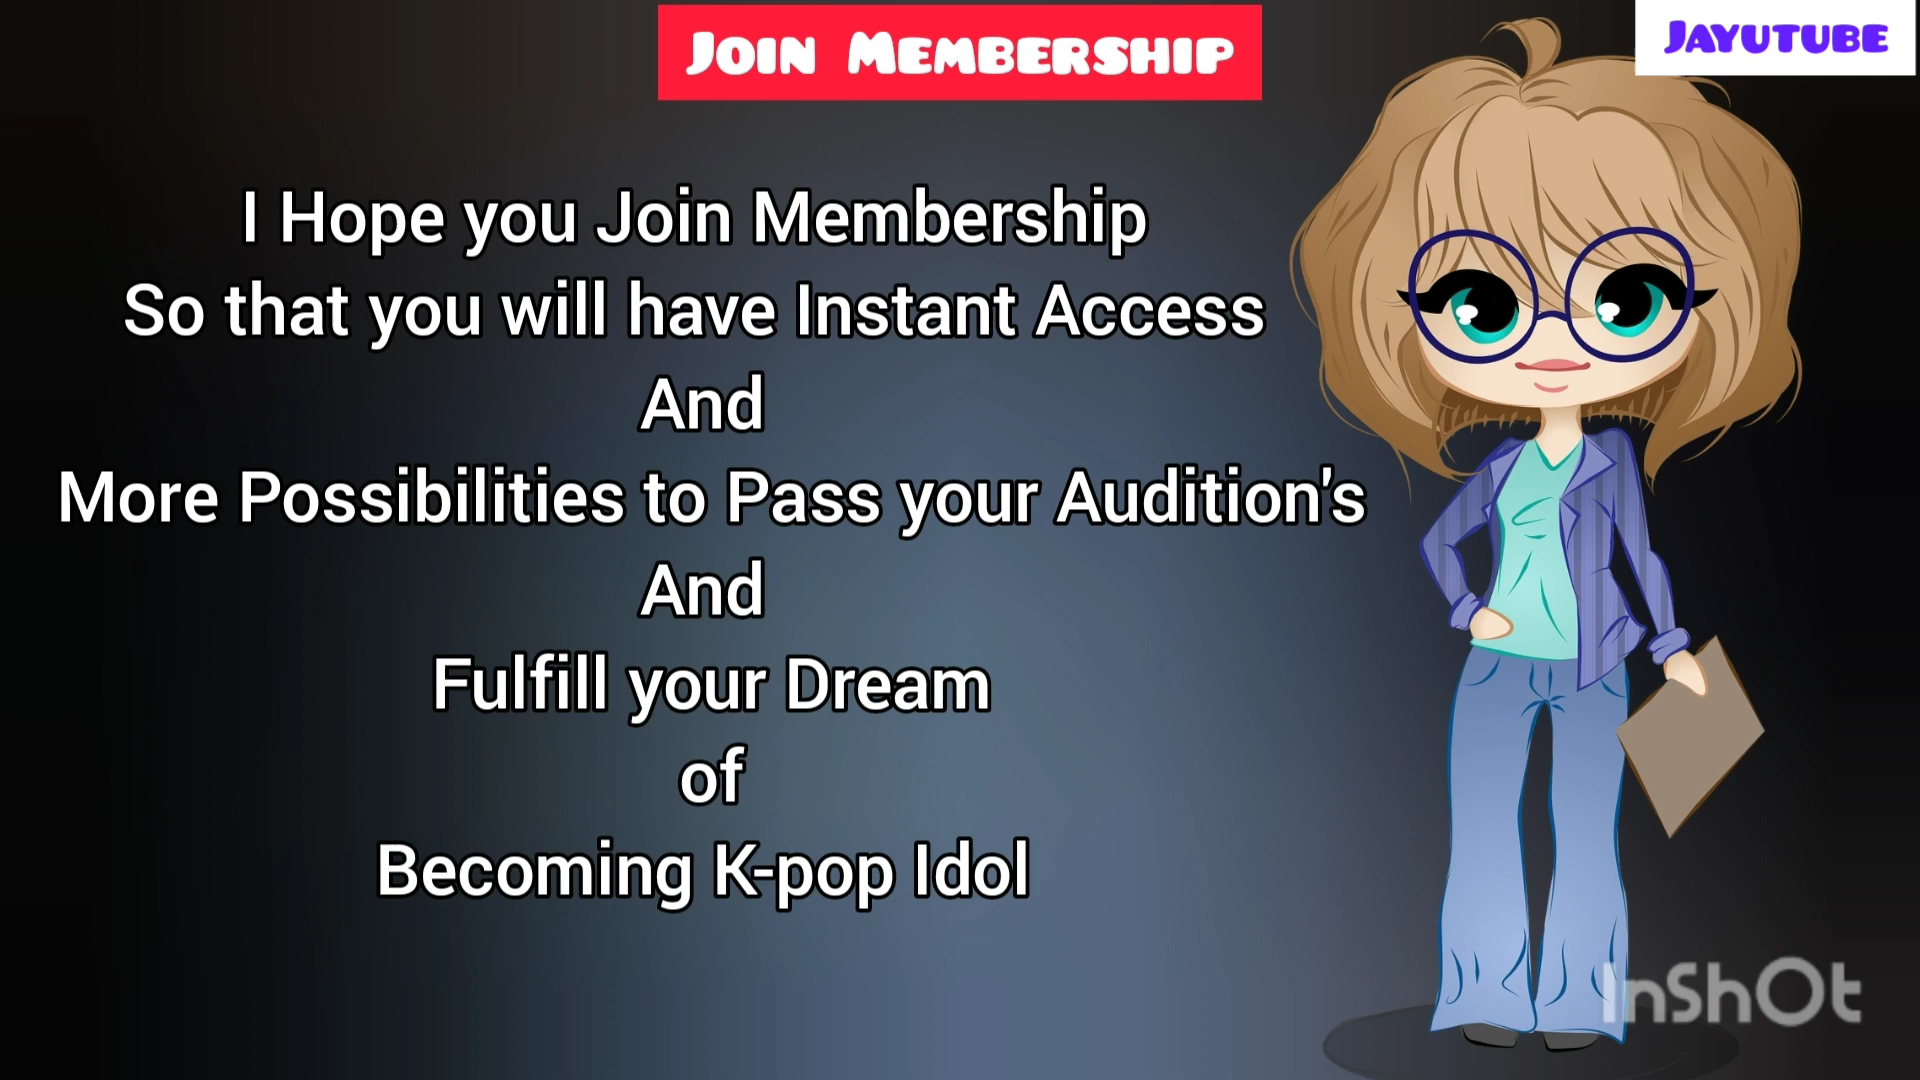 Join Membership
Jayutube
I Hope you Join Membership
So that you will have Instant Access
And
More Possibilities to Pass your Audition's
And
Fulfill your Dream
of
Becoming K-pop Idol
InShOt